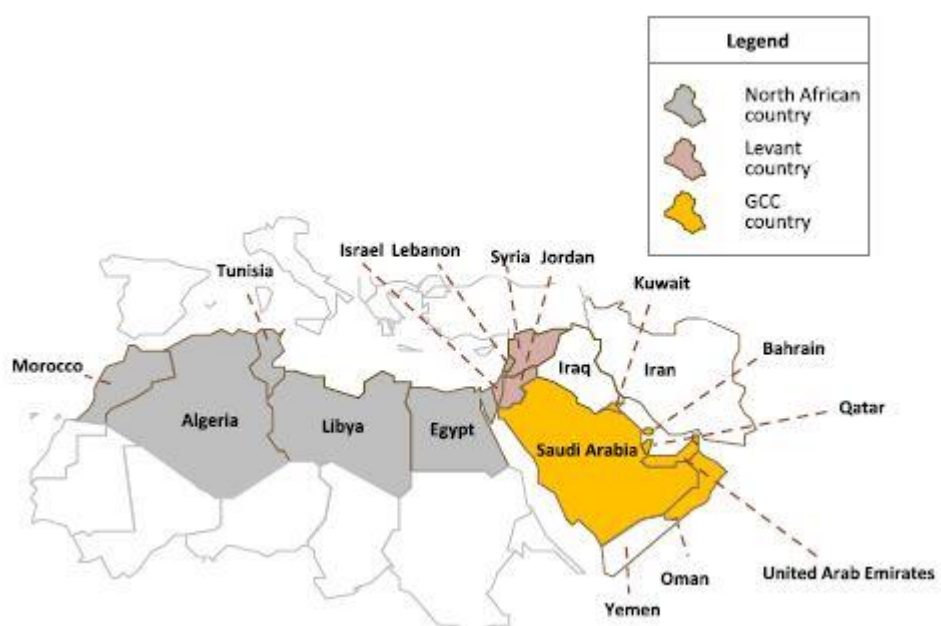 Legend
North African
country
Levant
country
GCC
country
Israel Lebanon
Syria Jordan
Tunisia
Kuwait
Bahrain
Morocco
Iraq
Iran
Qatar
Algeria
Libya
Egypt
Saudi Arabia
United Arab Emirates
Oman
Yemen